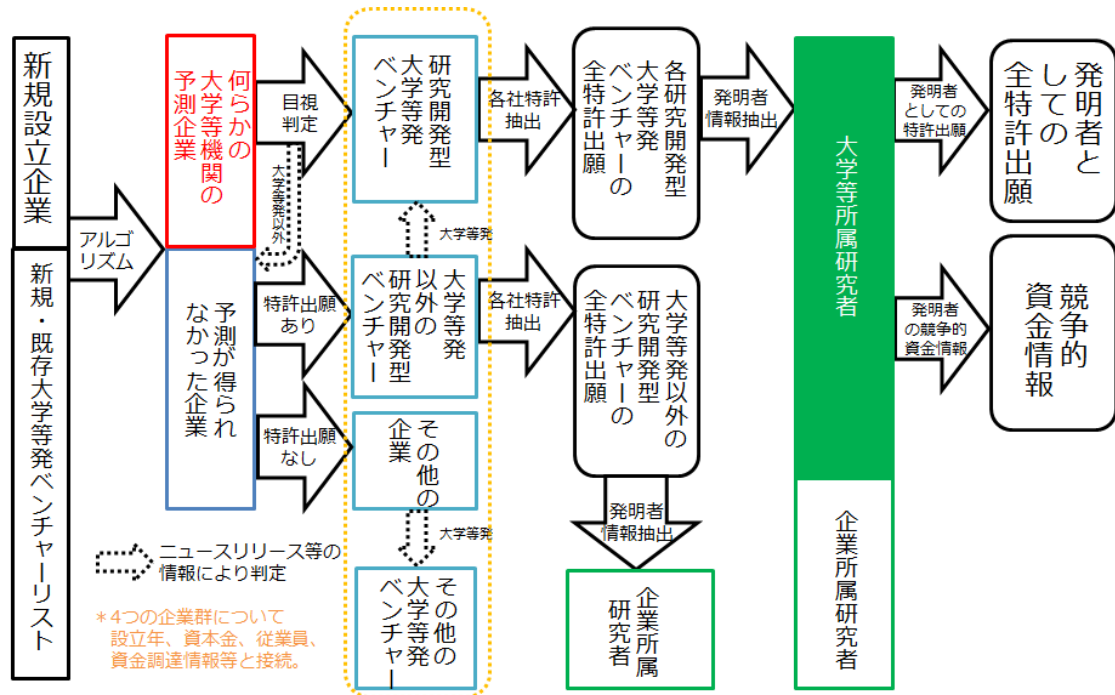 新規設立企業
新規・既存大学等発ベンチャーリスト
アルゴ
リズム
何らかの
大学等機関の
予測企業
予測が得られ
なかった企業
目視
判定
大学等発以外
特許出願
あり
特許出願
なし
研究開発型
大学等発
ベンチャー
大学等発
大学等発
以外の
研究開発型
ベンチャー
その他の
企業
大学等発
その他の
大学等発
ベンチャー
各社特許
抽出
各社特許
抽出
各研究開発型
大学等発
ベンチャーの
全特許出願
大学等発以外の
研究開発型
ベンチャーの
全特許出願
発明者
情報抽出
発明者
情報抽出
企業所属
研究者
大学等所属研究者
企業所属研究者
発明者
としての
特許出願
発明者
の競争的
資金情報
発明者と
しての
全特許出願
競争的
資金情報
ニュースリリース等の
情報により判定
＊4つの企業群について
設立年、資本金、従業員、
資金調達情報等と接続。